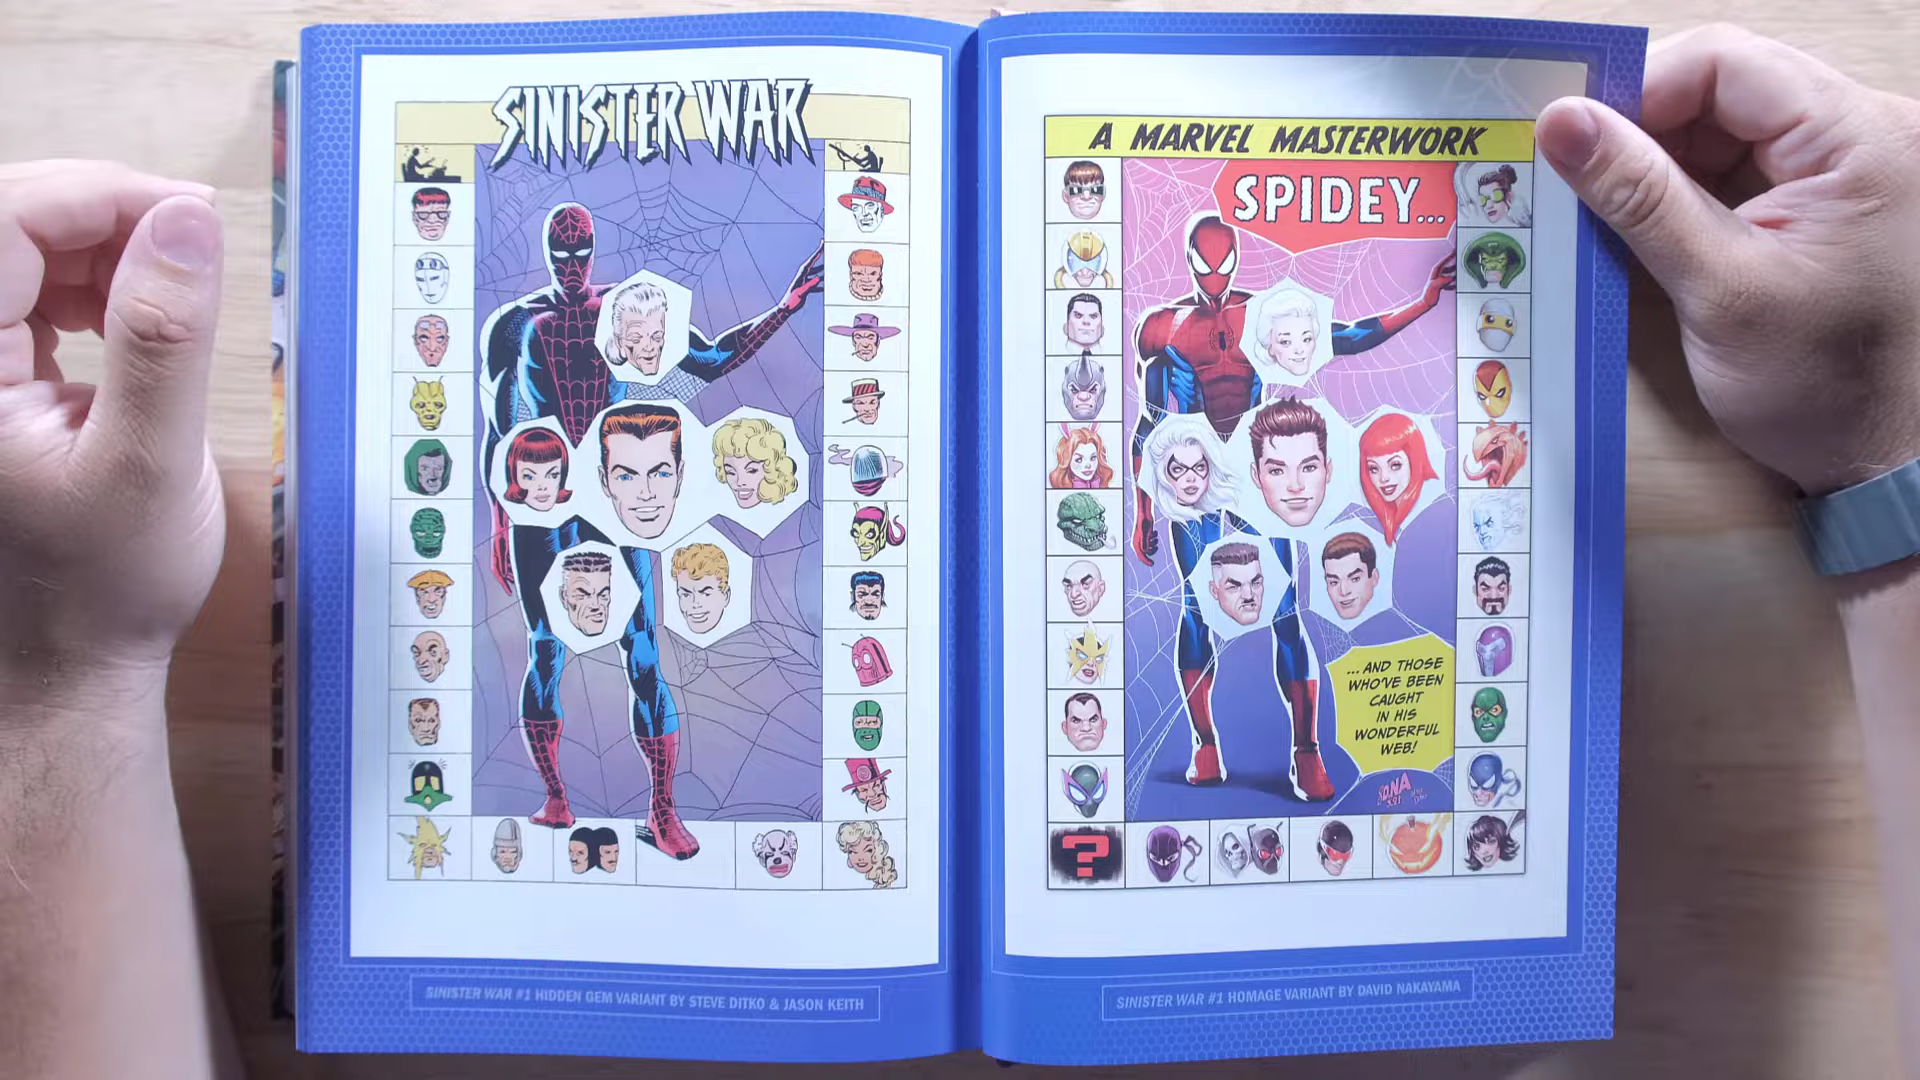 SINISTER WAR
SINISTER WAR #1 HIDDEN GEM VARIANT BY STEVE DITKO & JASON KEITH
A MARVEL MASTERWORK
SPIDEY...
...AND THOSE
WHO'VE BEEN
CAUGHT
IN HIS
WONDERFUL
WEB!
?
SINISTER WAR #1 HOMAGE VARIANT BY DAVID NAKAYAMA